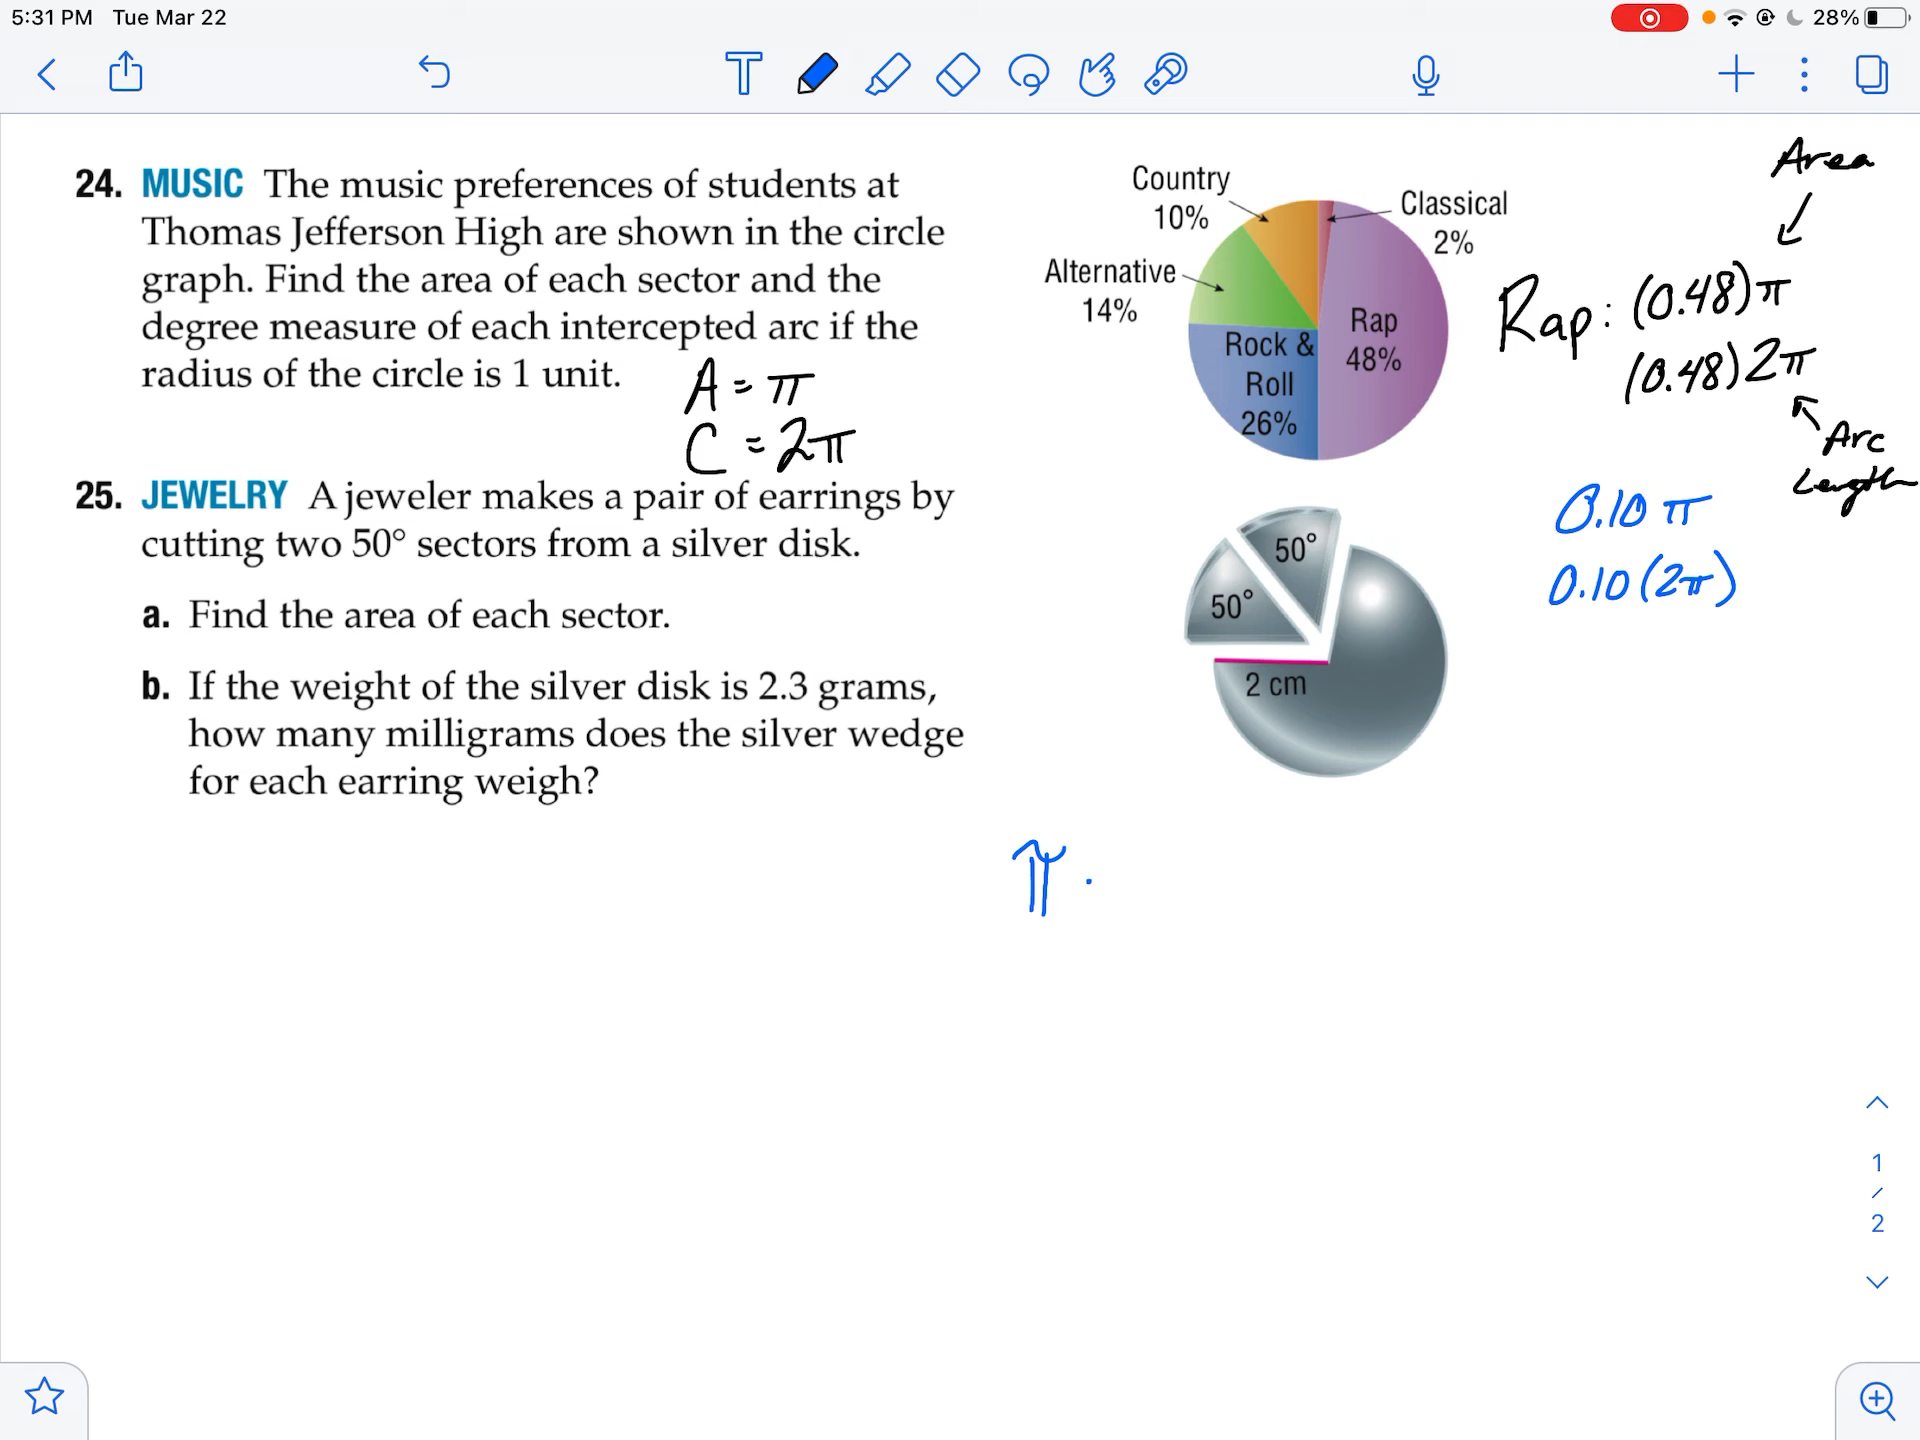 5:31 PM Tue Mar 22
28%
24. MUSIC The music preferences of students at
Thomas Jefferson High are shown in the circle
graph. Find the area of each sector and the
degree measure of each intercepted arc if the
radius of the circle is 1 unit.
A = π
C = 2π
Country
10%
Classical
2%
Alternative
14%
Rap
48%
Rock &
Roll
26%
Area
Rap: (0.48)π
(0.48)2π
Arc
Length
0.10 π
0.10(2π)
25. JEWELRY A jeweler makes a pair of earrings by
cutting two 50° sectors from a silver disk.
a. Find the area of each sector.
b. If the weight of the silver disk is 2.3 grams,
how many milligrams does the silver wedge
for each earring weigh?
50°
50°
2 cm
π ·
1
/
2